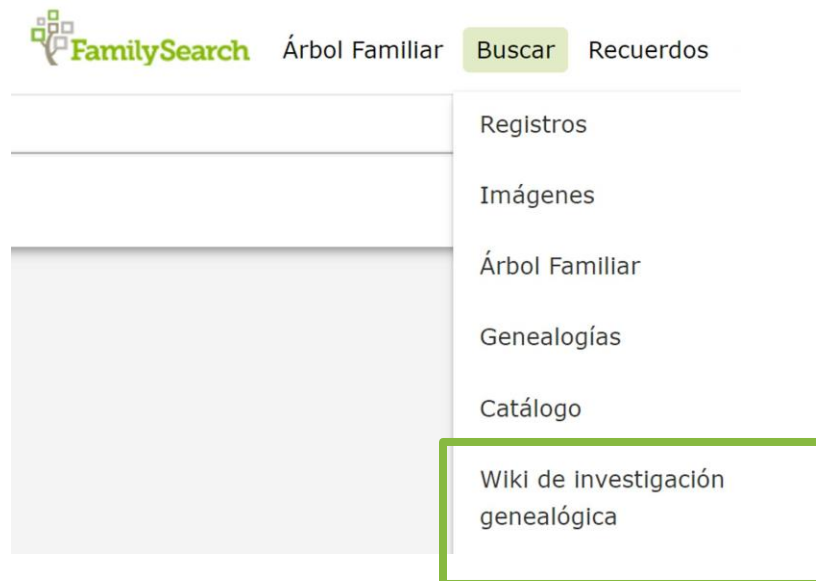 FamilySearch Árbol Familiar Buscar Recuerdos
Registros
Imágenes
Árbol Familiar
Genealogías
Catálogo
Wiki de investigación
genealógica